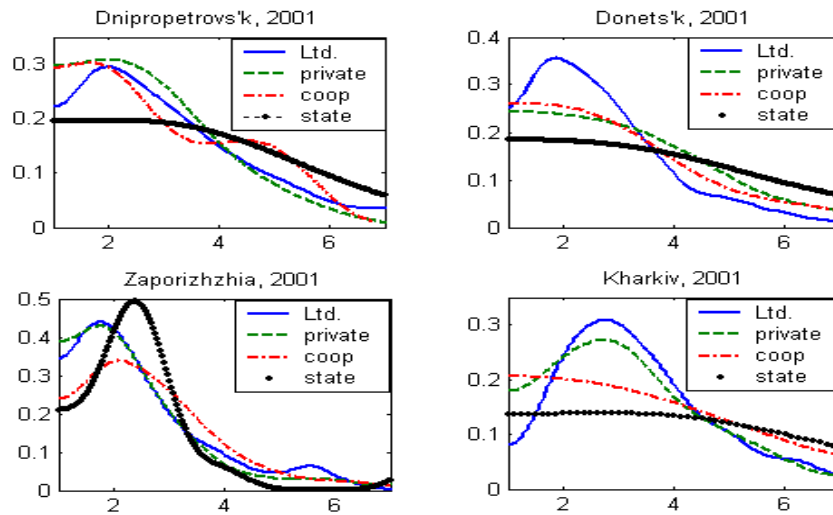 Dnipropetrovs'k, 2001
0.3
0.2
0.1
0
2
4
6
Ltd.
private
coop
state
Donets'k, 2001
0.4
0.3
0.2
0.1
0
2
4
6
Ltd.
private
coop
state
Zaporizhzhia, 2001
0.5
0.4
0.3
0.2
0.1
0
2
4
6
Ltd.
private
coop
state
Kharkiv, 2001
0.3
0.2
0.1
0
2
4
6
Ltd.
private
coop
state